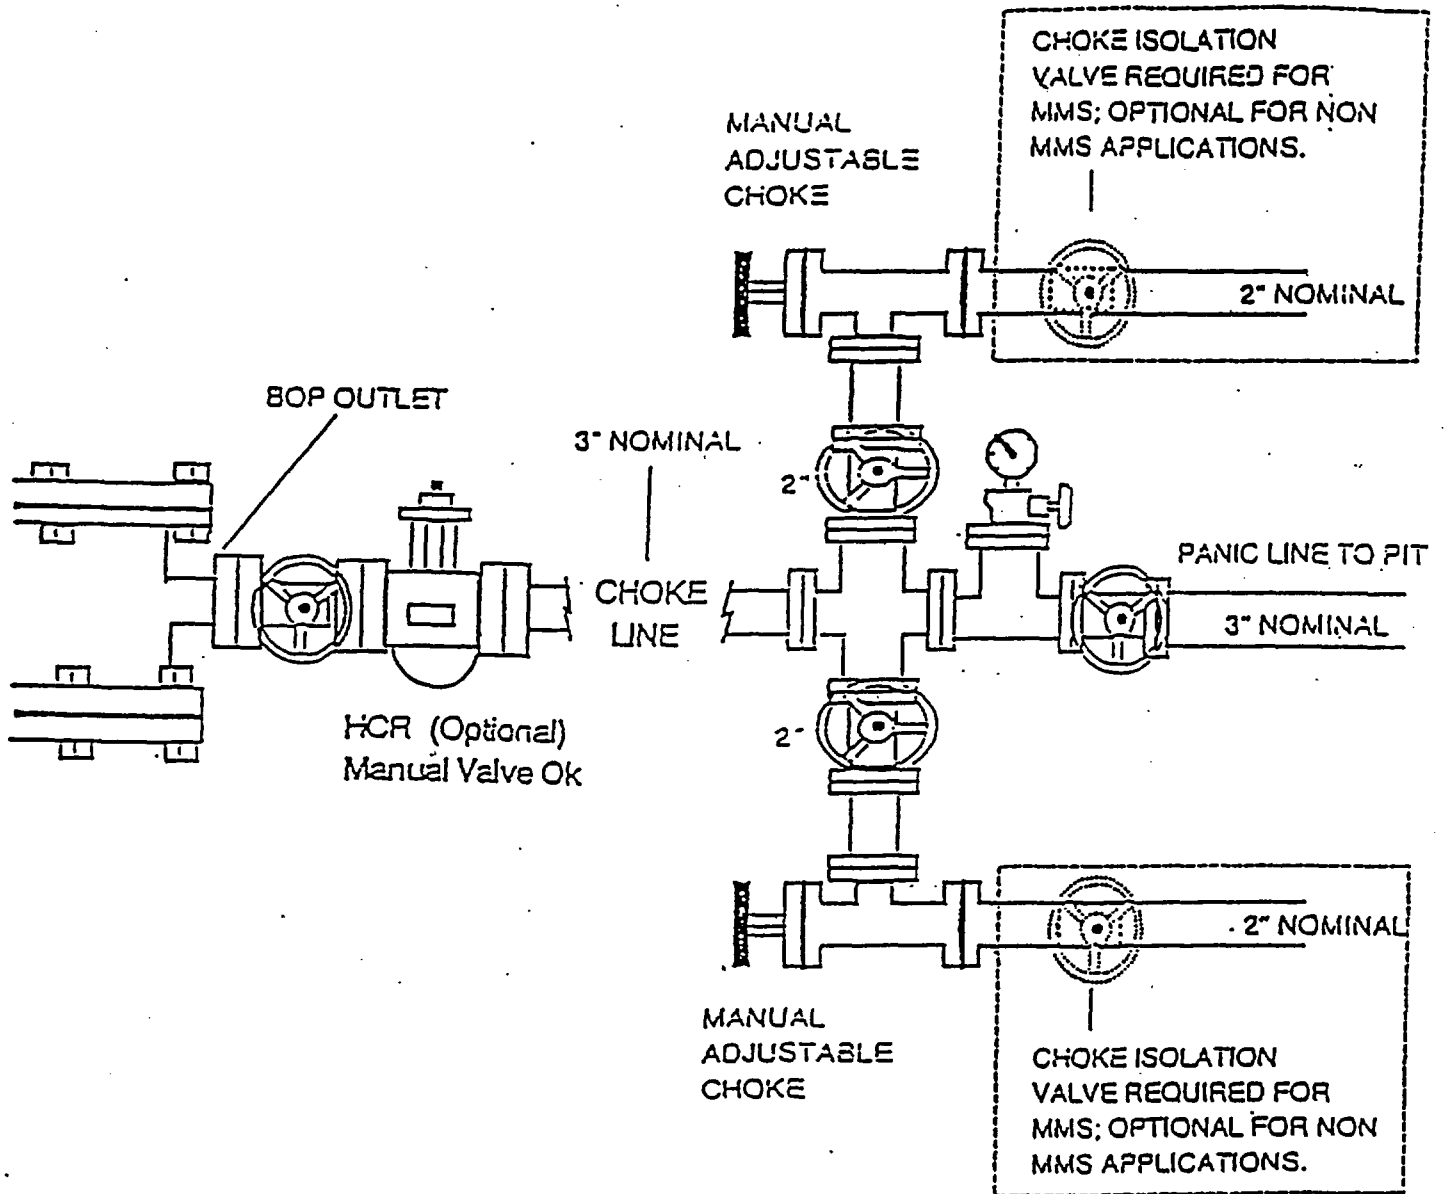 CHOKE ISOLATION
VALVE REQUIRED FOR
MMS; OPTIONAL FOR NON
MMS APPLICATIONS.
MANUAL
ADJUSTABLE
CHOKE
2" NOMINAL
BOP OUTLET
3" NOMINAL
2"
PANIC LINE TO PIT
CHOKE
LINE
3" NOMINAL
HCR (Optional)
Manual Valve Ok
2"
2" NOMINAL
MANUAL
ADJUSTABLE
CHOKE
CHOKE ISOLATION
VALVE REQUIRED FOR
MMS; OPTIONAL FOR NON
MMS APPLICATIONS.